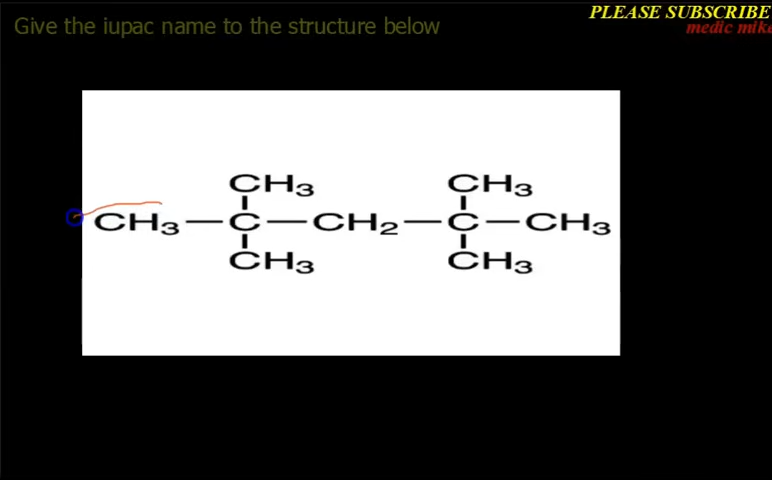 Give the iupac name to the structure below
PLEASE SUBSCRIBE
medic mike
CH₃ CH₃
CH₃—C—CH₂—C—CH₃
CH₃ CH₃